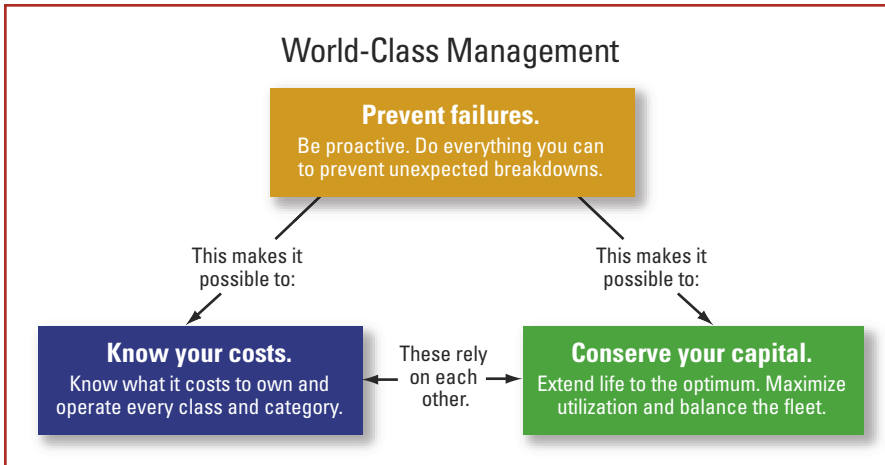 World-Class Management
Prevent failures.
Be proactive. Do everything you can
to prevent unexpected breakdowns.
This makes it
possible to:
This makes it
possible to:
Know your costs.
Know what it costs to own and
operate every class and category.
These rely
on each
other.
Conserve your capital.
Extend life to the optimum. Maximize
utilization and balance the fleet.